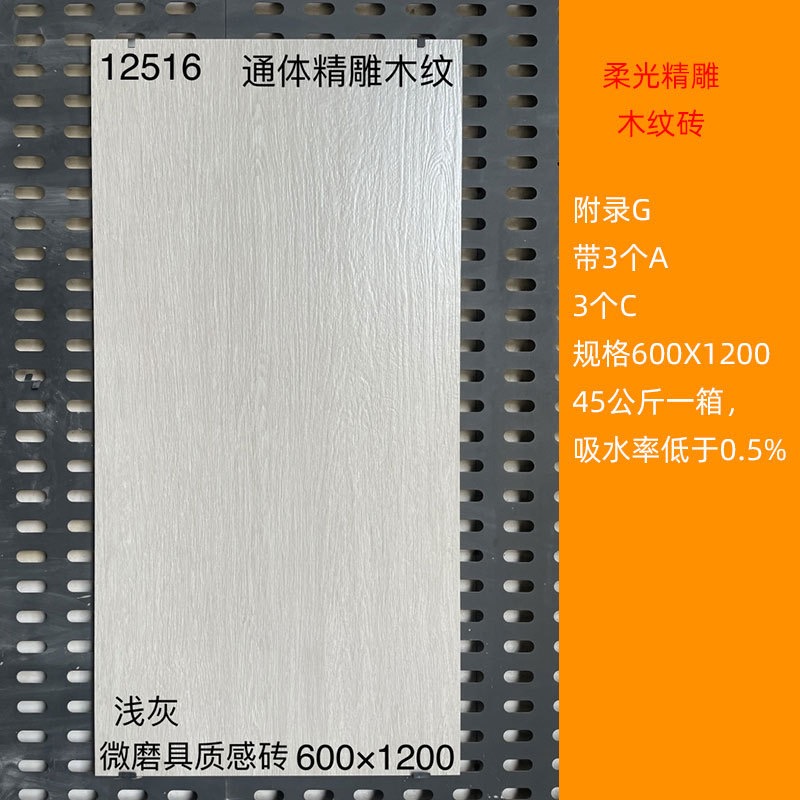 12516 通体精雕木纹
柔光精雕
木纹砖
附录G
带3个A
3个C
规格600X1200
45公斤一箱，
吸水率低于0.5%
浅灰
微磨具质感砖 600×1200